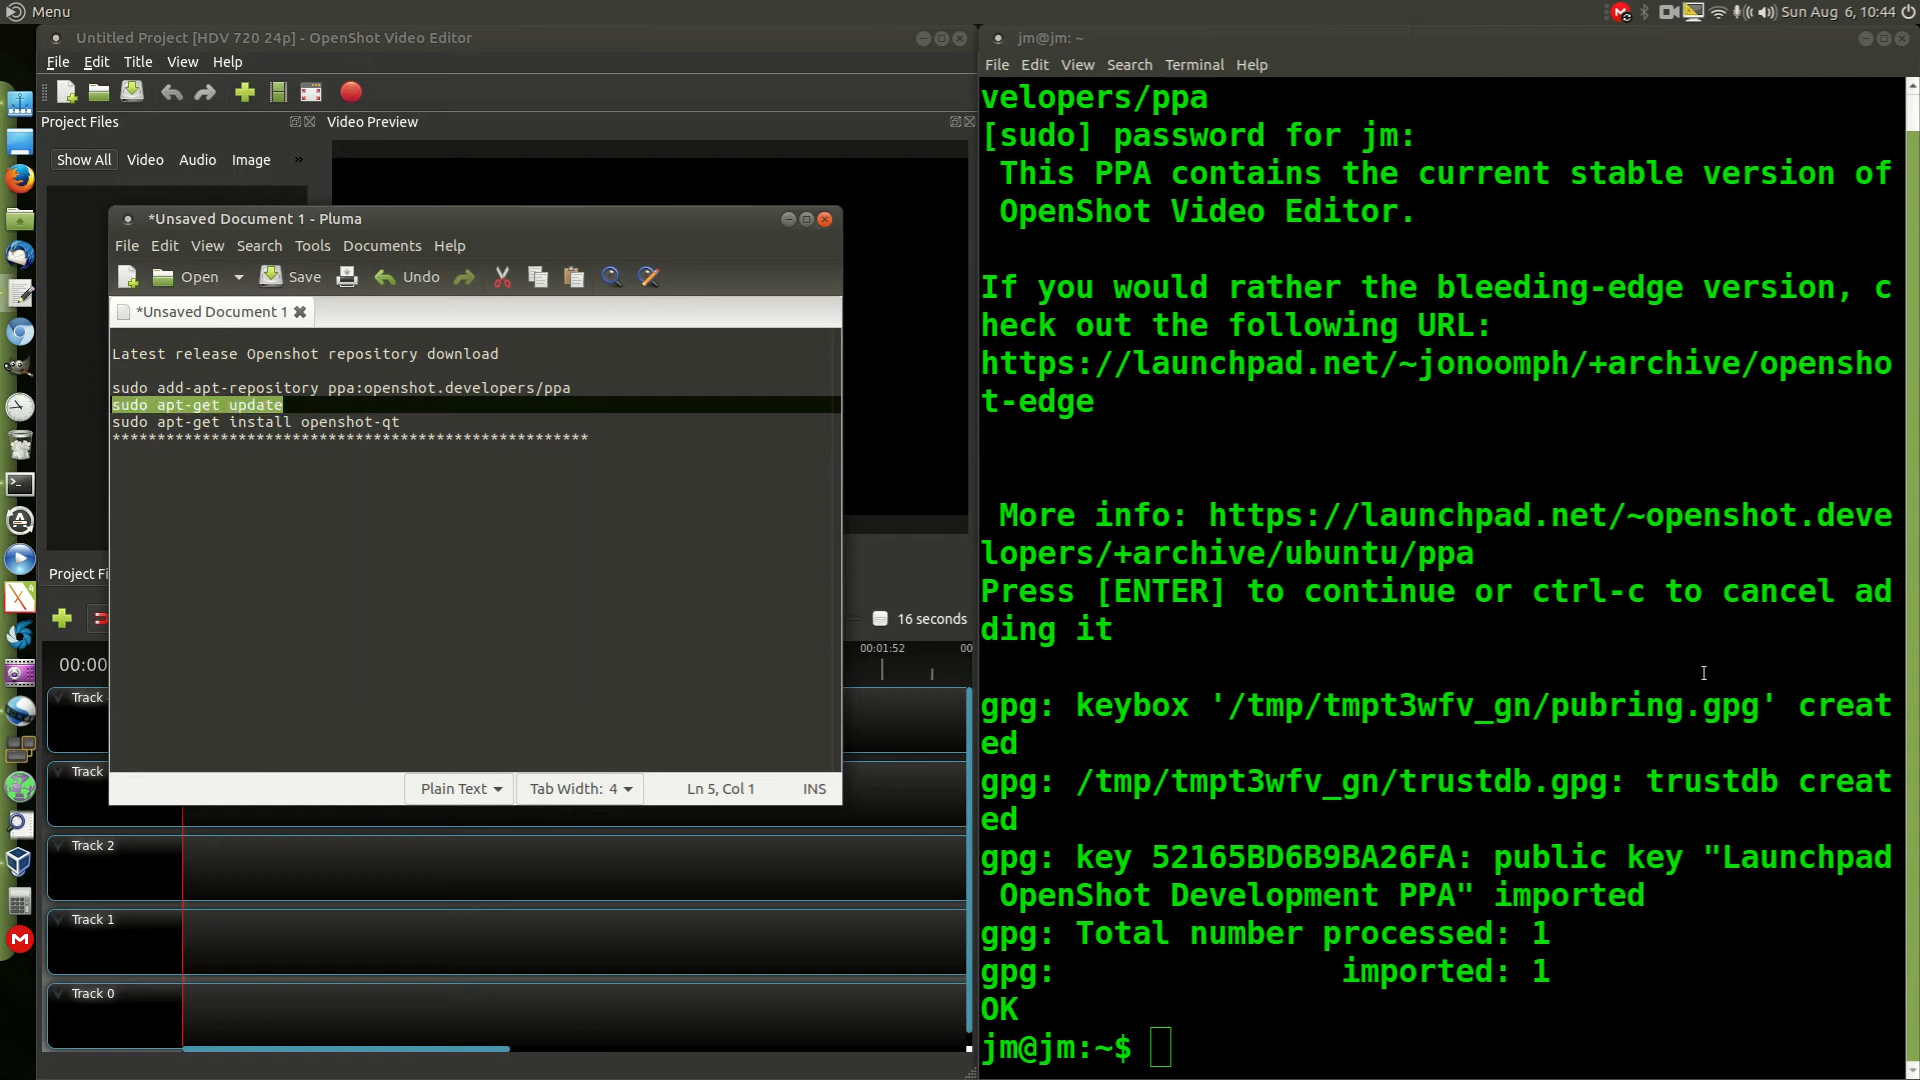 Menu
Sun Aug 6, 10:44
Untitled Project [HDV 720 24p] - OpenShot Video Editor
File Edit Title View Help
Project Files
Video Preview
Show All Video Audio Image »
*Unsaved Document 1 - Pluma
File Edit View Search Tools Documents Help
Open Save Undo
*Unsaved Document 1
Latest release Openshot repository download
sudo add-apt-repository ppa:openshot.developers/ppa
sudo apt-get update
sudo apt-get install openshot-qt
*****************************************************
Plain Text Tab Width: 4 Ln 5, Col 1 INS
Project Fi
16 seconds
00:00
00:01:52
00
Track
Track
Track 2
Track 1
Track 0
jm@jm: ~
File Edit View Search Terminal Help
velopers/ppa
[sudo] password for jm:
This PPA contains the current stable version of
OpenShot Video Editor.
If you would rather the bleeding-edge version, c
heck out the following URL:
https://launchpad.net/~jonoomph/+archive/opensho
t-edge
More info: https://launchpad.net/~openshot.deve
lopers/+archive/ubuntu/ppa
Press [ENTER] to continue or ctrl-c to cancel ad
ding it
gpg: keybox '/tmp/tmpt3wfv_gn/pubring.gpg' creat
ed
gpg: /tmp/tmpt3wfv_gn/trustdb.gpg: trustdb creat
ed
gpg: key 52165BD6B9BA26FA: public key "Launchpad
OpenShot Development PPA" imported
gpg: Total number processed: 1
gpg: imported: 1
OK
jm@jm:~$